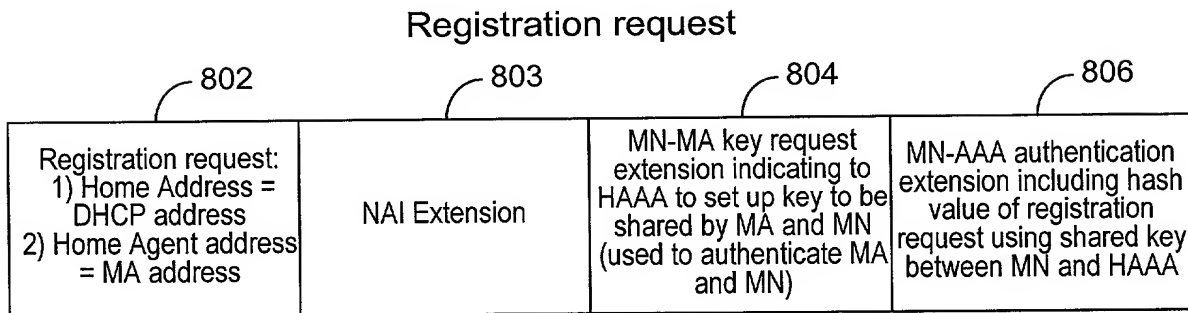 Registration request
802
803
804
806
Registration request:
1) Home Address =
DHCP address
2) Home Agent address
= MA address
NAI Extension
MN-MA key request
extension indicating to
HAAA to set up key to be
shared by MA and MN
(used to authenticate MA
and MN)
MN-AAA authentication
extension including hash
value of registration
request using shared key
between MN and HAAA